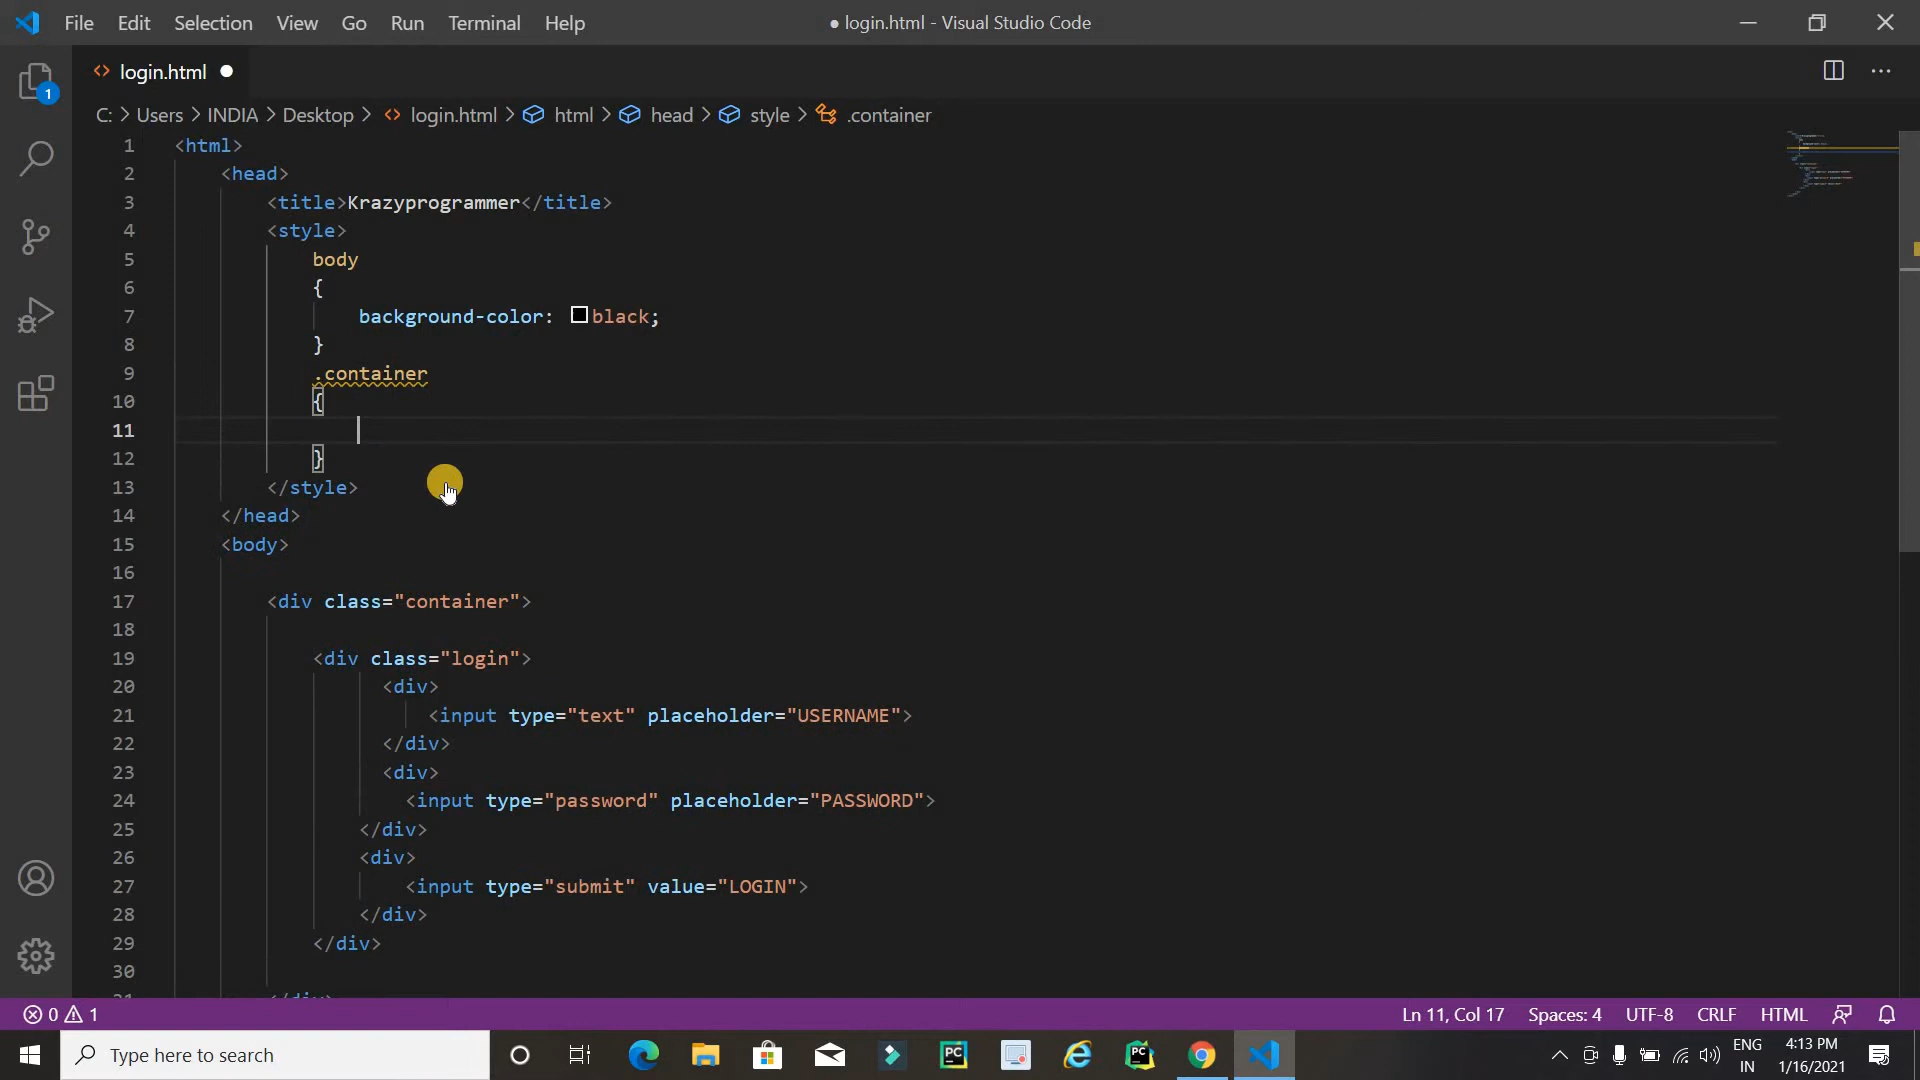 File Edit Selection View Go Run Terminal Help ● login.html - Visual Studio Code
login.html
C: > Users > INDIA > Desktop > login.html > html > head > style > .container
1 <html>
2 <head>
3 <title>Krazyprogrammer</title>
4 <style>
5 body
6 {
7 background-color: black;
8 }
9 .container
10 {
11
12 }
13 </style>
14 </head>
15 <body>
16
17 <div class="container">
18
19 <div class="login">
20 <div>
21 <input type="text" placeholder="USERNAME">
22 </div>
23 <div>
24 <input type="password" placeholder="PASSWORD">
25 </div>
26 <div>
27 <input type="submit" value="LOGIN">
28 </div>
29 </div>
30
1
0 1 Ln 11, Col 17 Spaces: 4 UTF-8 CRLF HTML
Type here to search
PC PC
ENG 4:13 PM
IN 1/16/2021